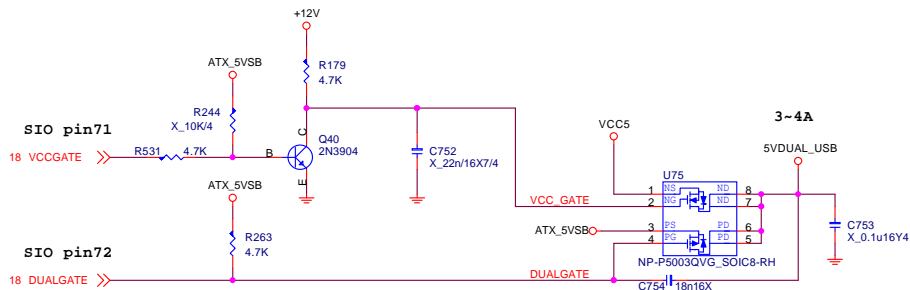 +12V
ATX_5VSB
R179
4.7K
R244
X_10K/4
3~4A
SIO pin71
C
Q40
2N3904
VCC5
5VDUAL_USB
18 VCCGATE
R531
4.7K
B
C752
X_22n/16X7/4
E
U75
1
NS
ND
8
ATX_5VSB
VCC_GATE
2
NG
ND
7
R263
4.7K
ATX_5VSB
3
PS
PD
6
C753
X_0.1u16Y4
4
PG
PD
5
SIO pin72
NP-P5003QVG_SOIC8-RH
18 DUALGATE
DUALGATE
C754
18n16X